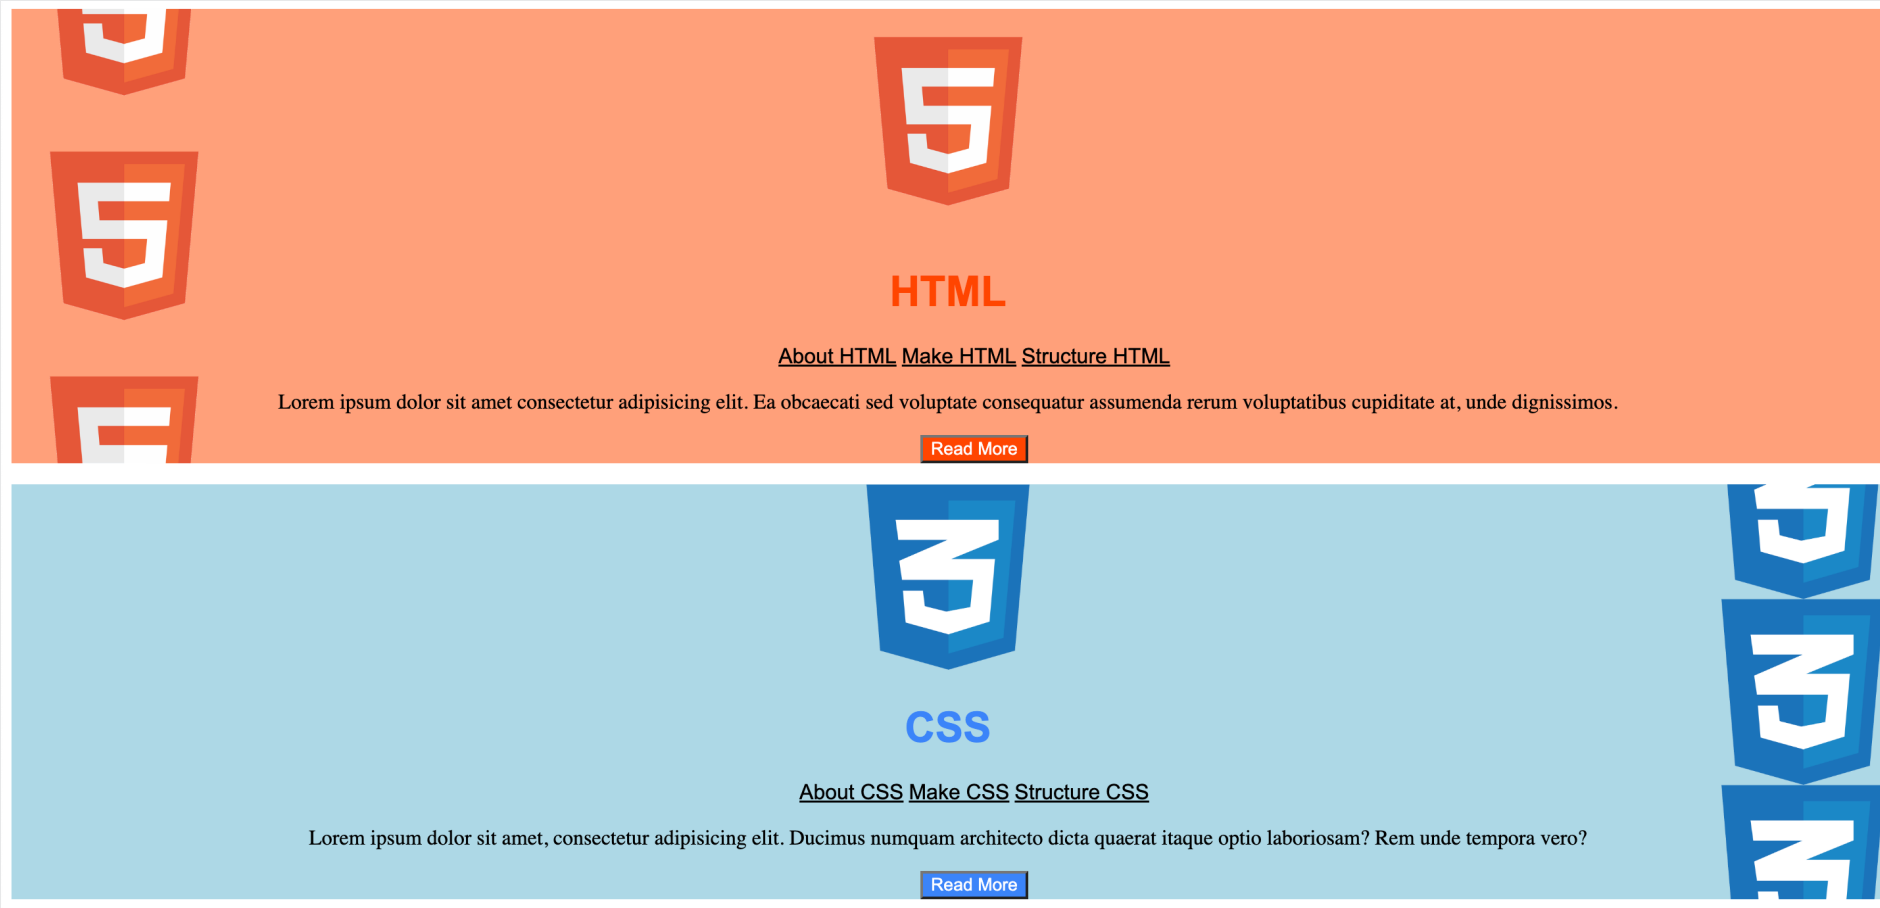 HTML
About HTML Make HTML Structure HTML
Lorem ipsum dolor sit amet consectetur adipisicing elit. Ea obcaecati sed voluptate consequatur assumenda rerum voluptatibus cupiditate at, unde dignissimos.
Read More
CSS
About CSS Make CSS Structure CSS
Lorem ipsum dolor sit amet, consectetur adipisicing elit. Ducimus numquam architecto dicta quaerat itaque optio laboriosam? Rem unde tempora vero?
Read More